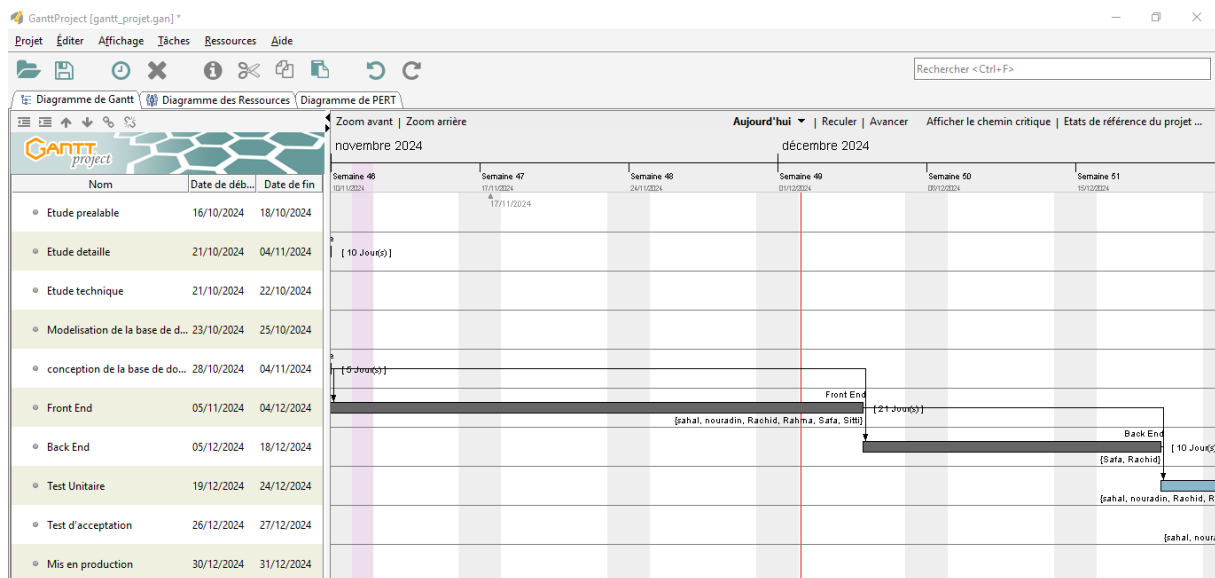 GanttProject [gantt_projet.gan] *
Projet Éditer Affichage Tâches Ressources Aide
Rechercher <Ctrl+F>
Diagramme de Gantt Diagramme des Ressources Diagramme de PERT
Zoom avant | Zoom arrière Aujourd'hui | Reculer | Avancer Afficher le chemin critique | Etats de référence du projet ...
GANTT project
novembre 2024 décembre 2024
Semaine 46 Semaine 47 Semaine 48 Semaine 49 Semaine 50 Semaine 51
10/11/2024 17/11/2024 24/11/2024 01/12/2024 08/12/2024 15/12/2024
Nom Date de déb... Date de fin
17/11/2024
Etude prealable 16/10/2024 18/10/2024
Etude detaille 21/10/2024 04/11/2024 [ 10 Jour(s) ]
Etude technique 21/10/2024 22/10/2024
Modelisation de la base de d... 23/10/2024 25/10/2024
conception de la base de do... 28/10/2024 04/11/2024 [ 5 Jour(s) ]
Front End
Front End 05/11/2024 04/12/2024 [ 21 Jour(s) ]
{sahal, nouradin, Rachid, Rahma, Safa, Sitti}
Back End
Back End 05/12/2024 18/12/2024 [ 10 Jour(s
{Safa, Rachid}
Test Unitaire 19/12/2024 24/12/2024
{sahal, nouradin, Rachid, R
Test d'acceptation 26/12/2024 27/12/2024
{sahal, noura
Mis en production 30/12/2024 31/12/2024